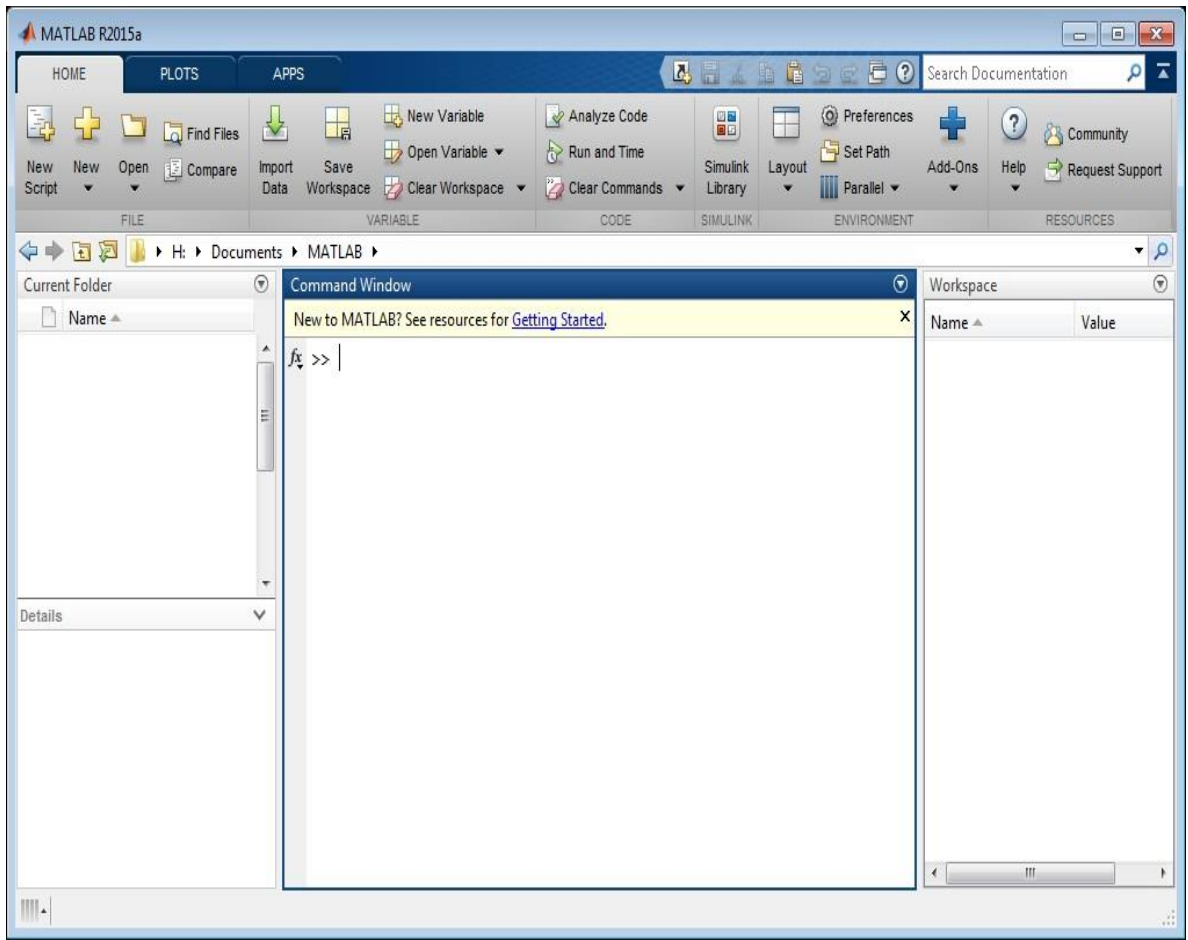 MATLAB R2015a
HOME PLOTS APPS Search Documentation
New Script
New
Open
Find Files
Compare
FILE
Import Data
Save Workspace
New Variable
Open Variable
Clear Workspace
VARIABLE
Analyze Code
Run and Time
Clear Commands
CODE
Simulink Library
SIMULINK
Layout
Preferences
Set Path
Parallel
ENVIRONMENT
Add-Ons
Help
Community
Request Support
RESOURCES
H: Documents MATLAB
Current Folder
Name
Details
Command Window
New to MATLAB? See resources for Getting Started.
fx >>
Workspace
Name Value